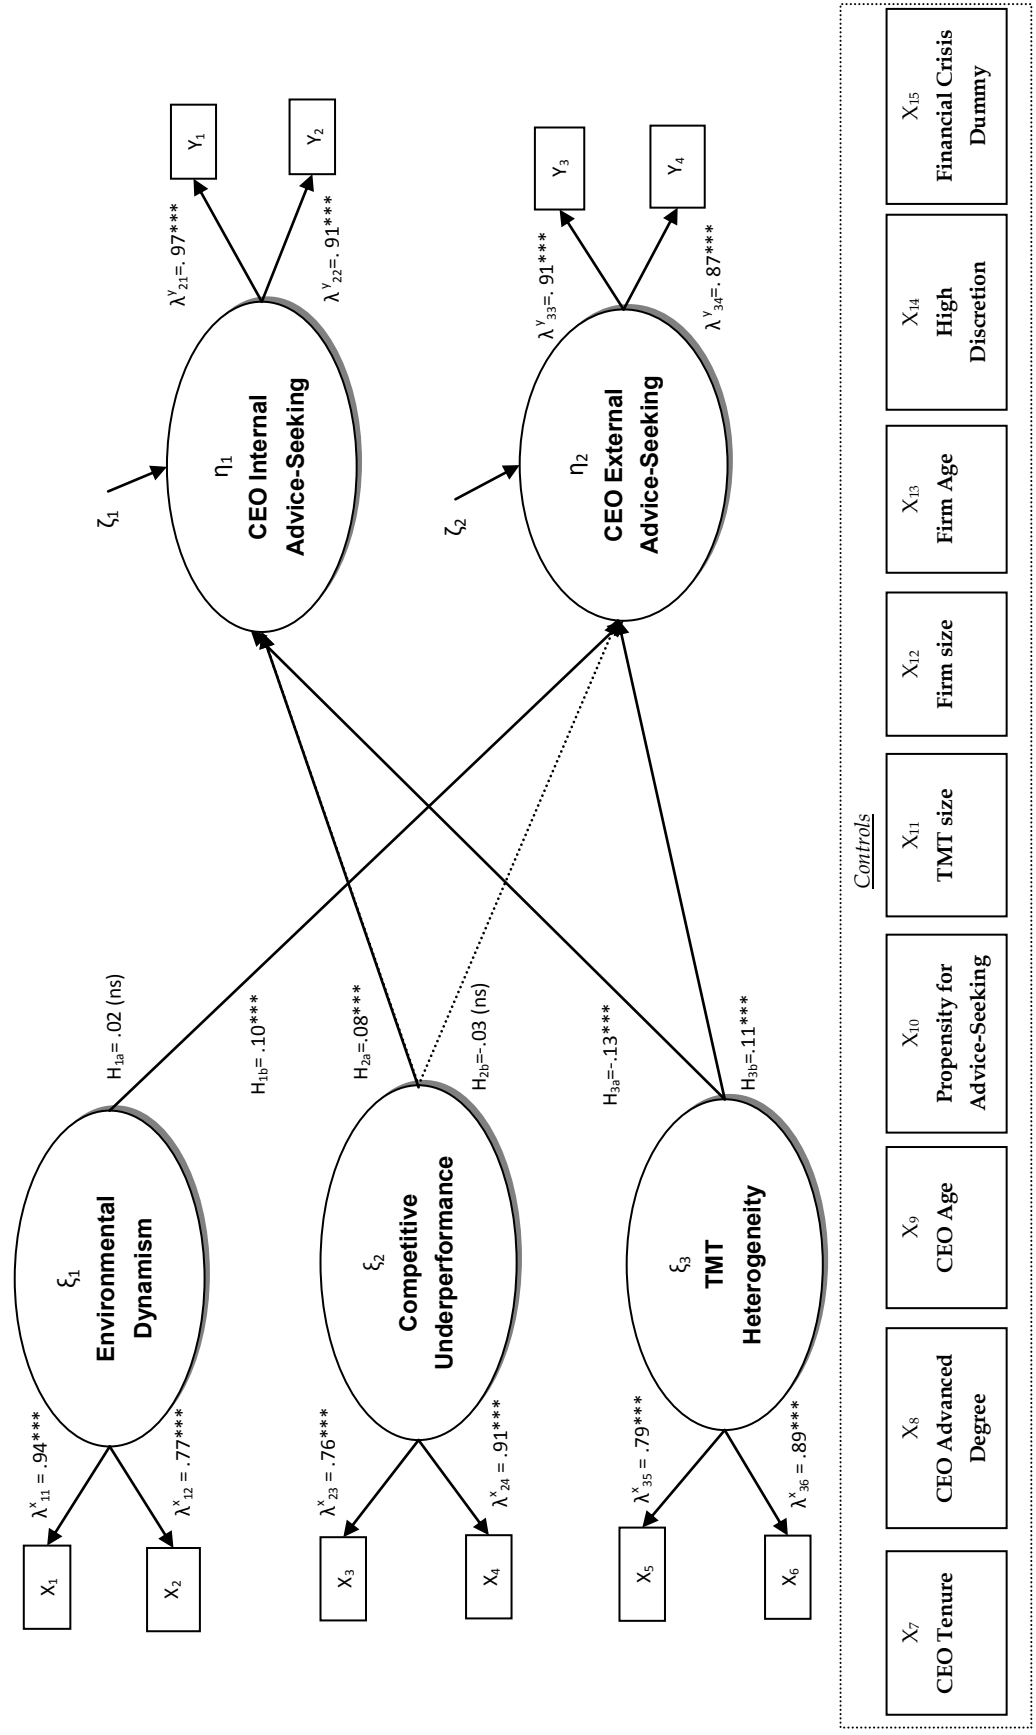 X₁
X₂
λˣ₁₁ = .94***
λˣ₁₂ = .77***
ξ₁
Environmental
Dynamism
H₁ₐ= .02 (ns)
H₁b= .10***
X₃
X₄
λˣ₂₃ = .76***
λˣ₂₄ = .91***
ξ₂
Competitive
Underperformance
H₂ₐ=.08***
H₂b=-.03 (ns)
X₅
X₆
λˣ₃₅ = .79***
λˣ₃₆ = .89***
ξ₃
TMT
Heterogeneity
H₃ₐ=-.13***
H₃b=.11***
ζ₁
η₁
CEO Internal
Advice-Seeking
λʸ₂₁=. 97***
λʸ₂₂=. 91***
Y₁
Y₂
ζ₂
η₂
CEO External
Advice-Seeking
λʸ₃₃=. 91***
λʸ₃₄=. 87***
Y₃
Y₄
Controls
X₇
CEO Tenure
X₈
CEO Advanced
Degree
X₉
CEO Age
X₁₀
Propensity for
Advice-Seeking
X₁₁
TMT size
X₁₂
Firm size
X₁₃
Firm Age
X₁₄
High
Discretion
X₁₅
Financial Crisis
Dummy